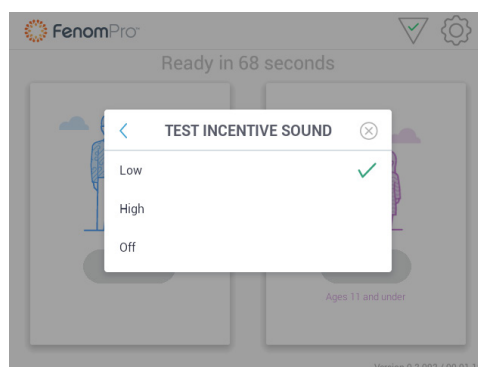 FenomPro
Ready in 68 seconds
TEST INCENTIVE SOUND
Low
High
Off
Ages 11 and under